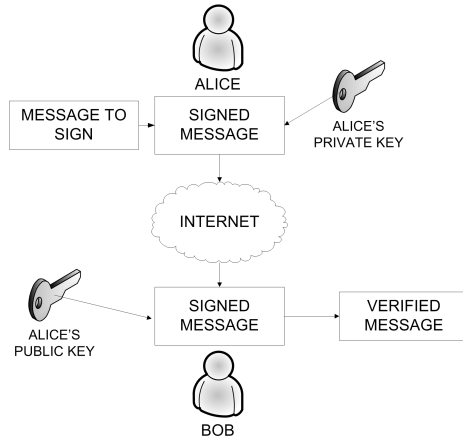 ALICE
MESSAGE TO
SIGN
SIGNED
MESSAGE
ALICE'S
PRIVATE KEY
INTERNET
ALICE'S
PUBLIC KEY
SIGNED
MESSAGE
VERIFIED
MESSAGE
BOB